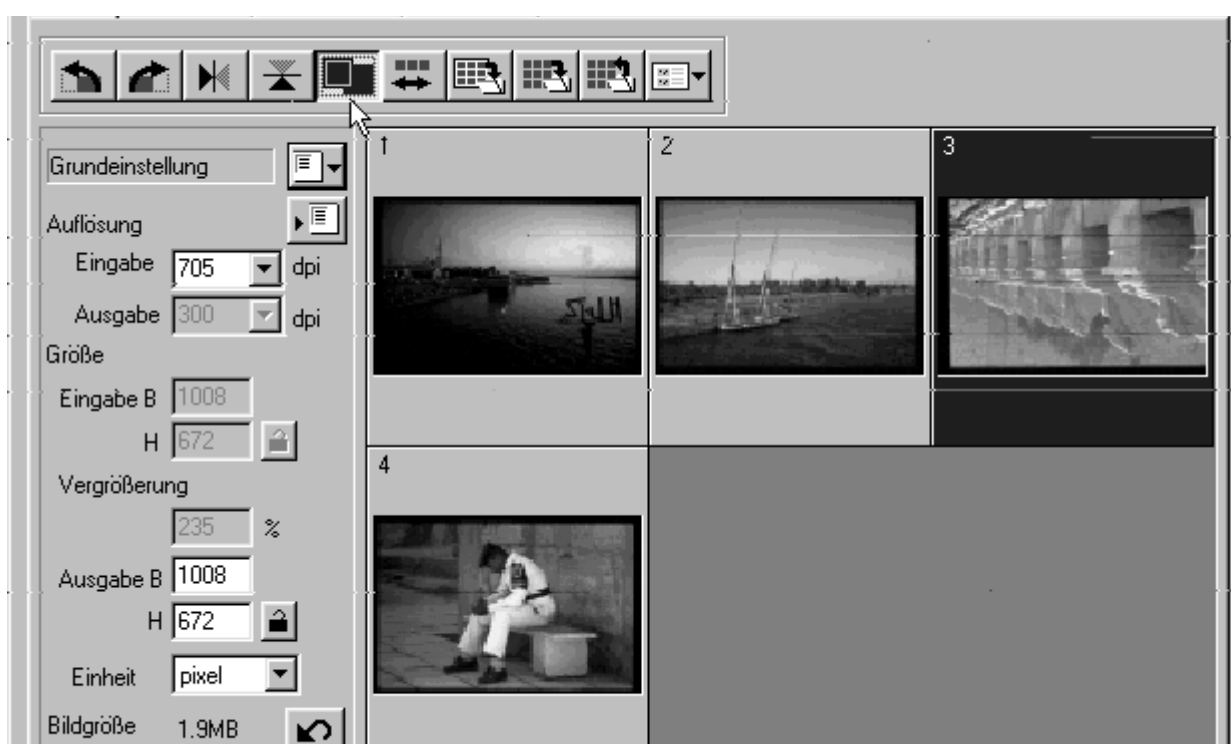 1 2 3
Grundeinstellung
Auflösung
Eingabe 705 dpi
Ausgabe 300 dpi
Größe
Eingabe B 1008
H 672
4
Vergrößerung
235 %
Ausgabe B 1008
H 672
Einheit pixel
Bildgröße 1.9MB